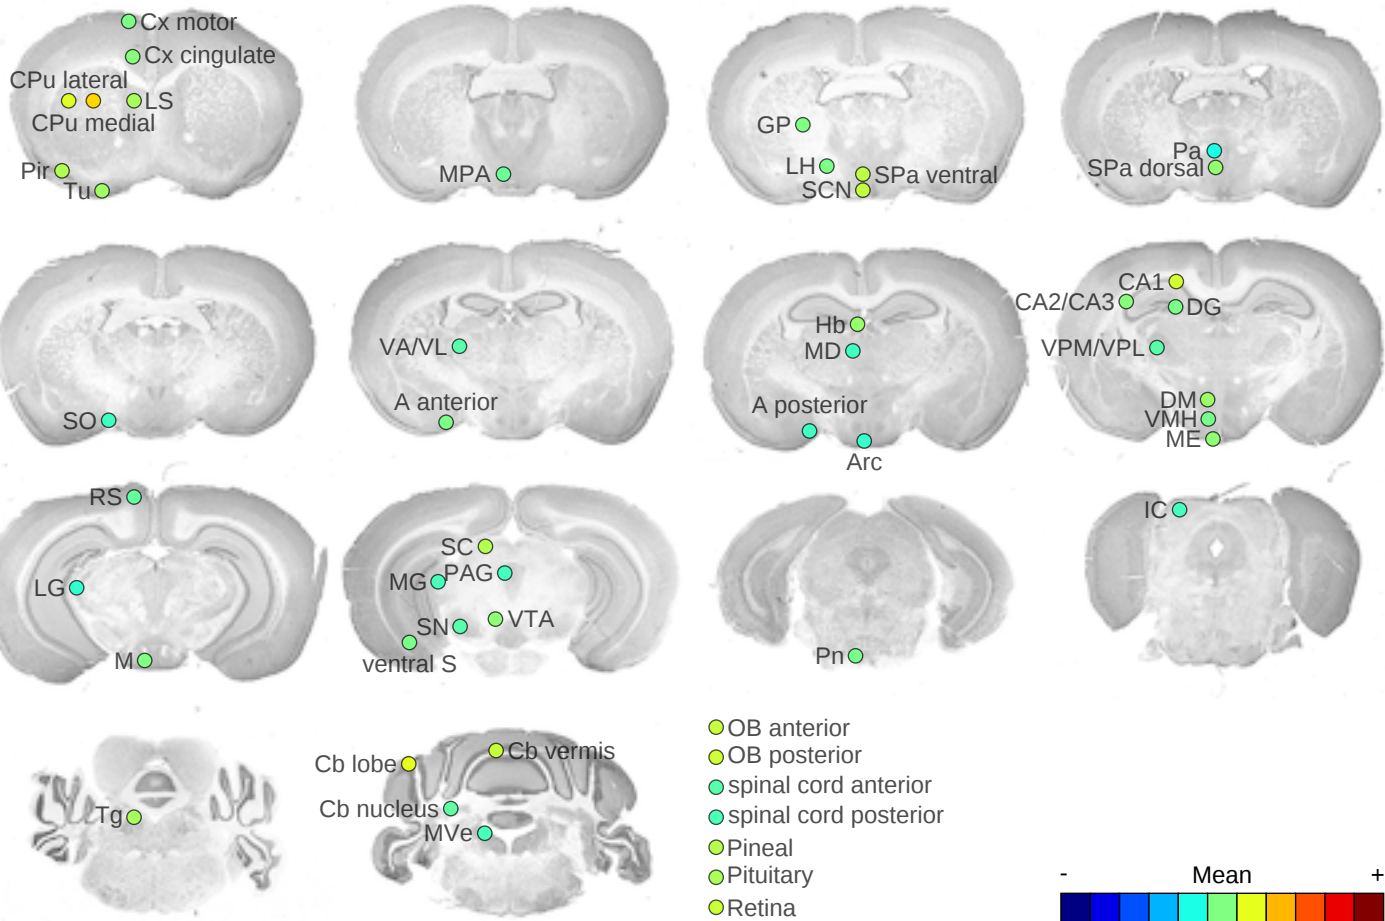 Cx motor
Cx cingulate
CPu lateral
LS
CPu medial
Pir
Tu
MPA
GP
LH
SPa ventral
SCN
Pa
SPa dorsal
SO
VA/VL
A anterior
Hb
MD
A posterior
Arc
CA1
CA2/CA3
DG
VPM/VPL
DM
VMH
ME
RS
LG
M
SC
MG
PAG
SN
VTA
ventral S
Pn
IC
Tg
Cb lobe
Cb vermis
Cb nucleus
MVe
OB anterior
OB posterior
spinal cord anterior
spinal cord posterior
Pineal
Pituitary
Retina
- Mean +